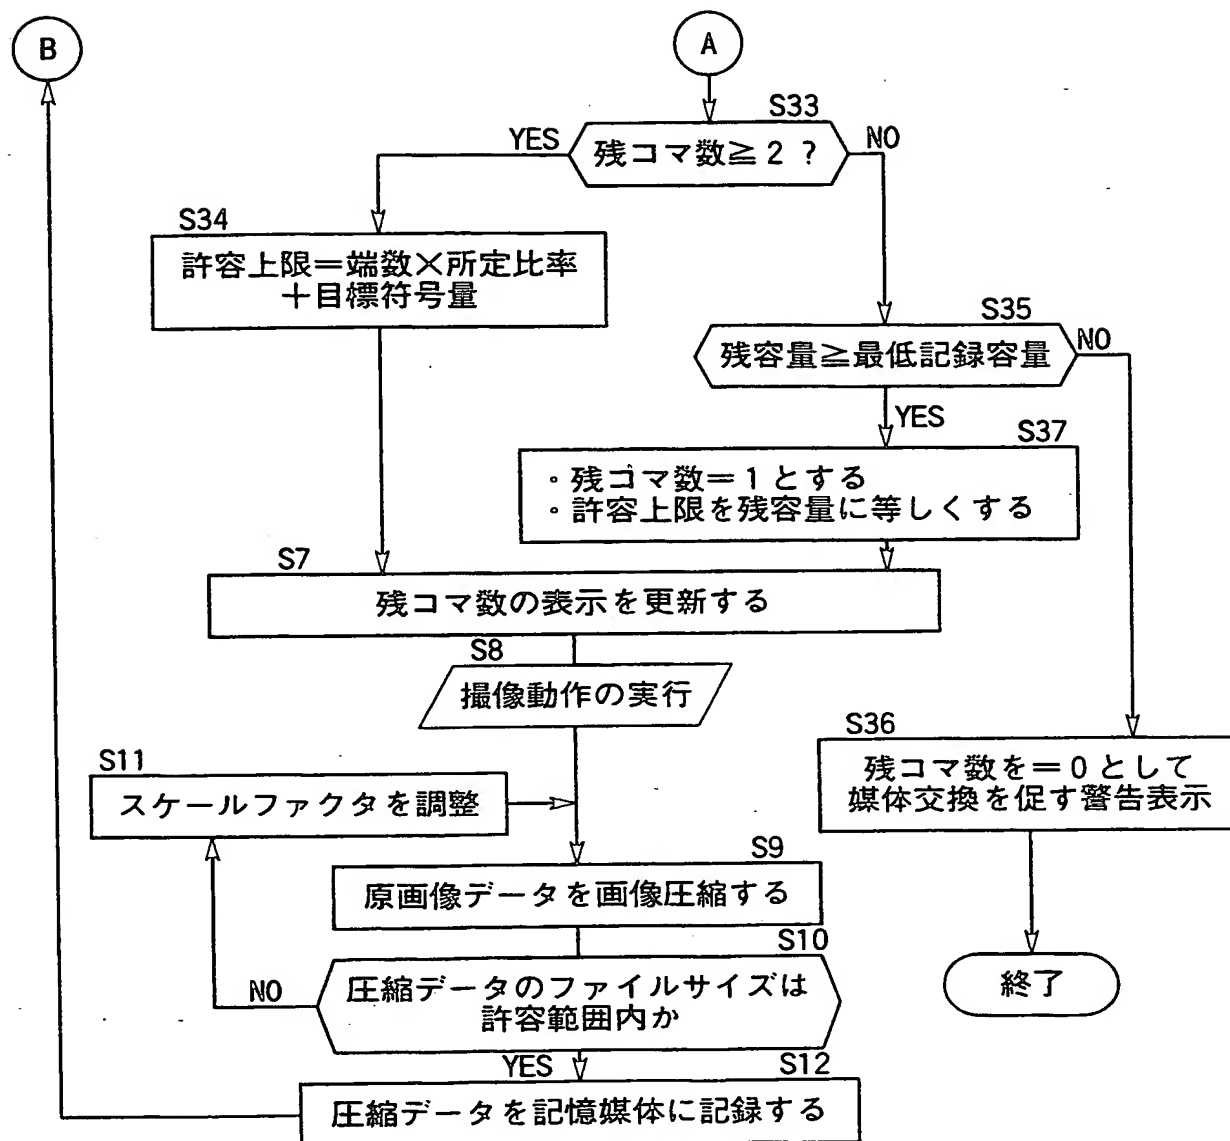 B
A
S33
YES
残コマ数≧2？
NO
S34
許容上限＝端数×所定比率
＋目標符号量
S35
残容量≧最低記録容量
NO
YES
S37
・残コマ数＝1とする
・許容上限を残容量に等しくする
S7
残コマ数の表示を更新する
S8
撮像動作の実行
S36
残コマ数を＝0として
媒体交換を促す警告表示
S11
スケールファクタを調整
S9
原画像データを画像圧縮する
S10
NO
圧縮データのファイルサイズは
許容範囲内か
終了
YES
S12
圧縮データを記憶媒体に記録する